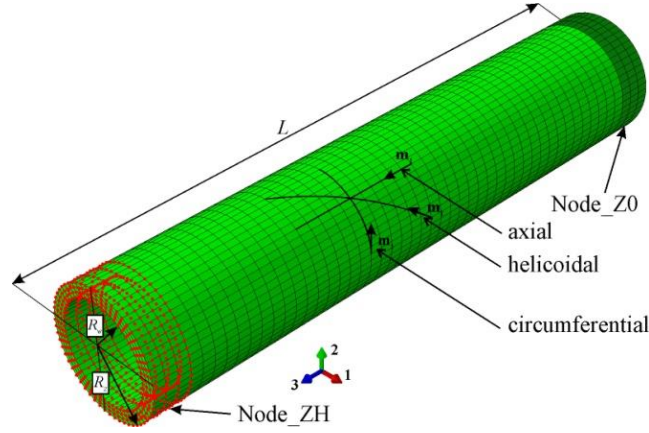 L
m
Node_Z0
m
axial
helicoidal
m
circumferential
R
2
R
3
1
Node_ZH